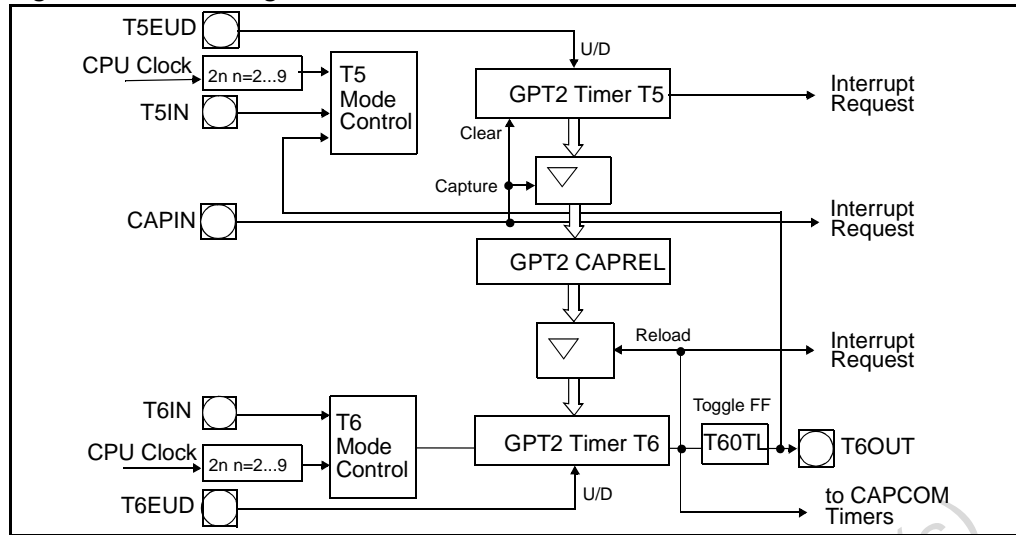 T5EUD
U/D
CPU Clock
2n n=2...9
T5
Mode
Control
T5IN
GPT2 Timer T5
Interrupt
Request
Clear
Capture
CAPIN
Interrupt
Request
GPT2 CAPREL
Reload
Interrupt
Request
T6IN
T6
Mode
Control
Toggle FF
GPT2 Timer T6
T60TL
T6OUT
CPU Clock
2n n=2...9
U/D
T6EUD
to CAPCOM
Timers